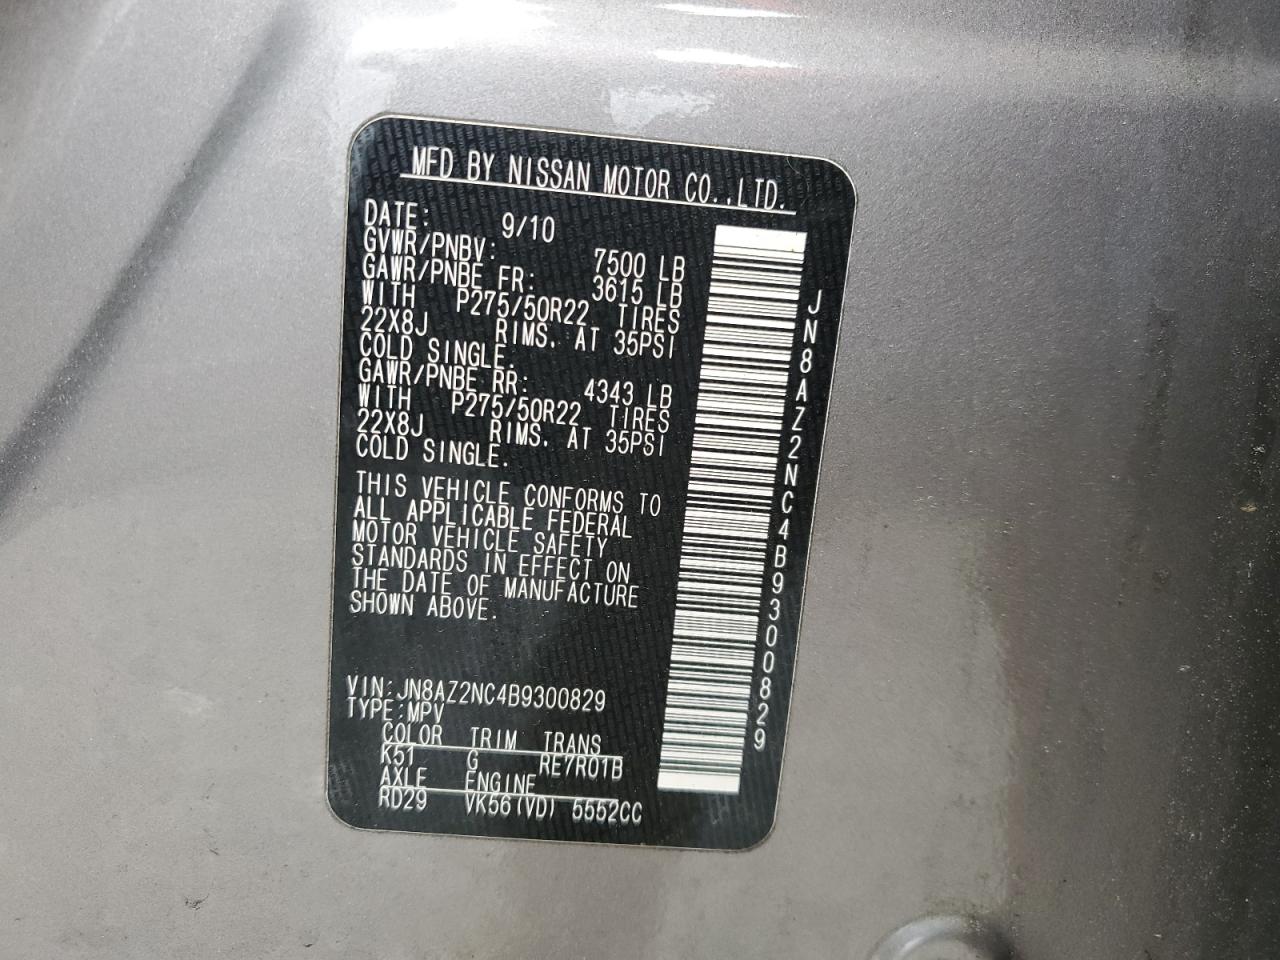 MFD BY NISSAN MOTOR CO.,LTD.
DATE: 9/10
GVWR/PNBV: 7500 LB
GAWR/PNBE FR: 3615 LB
WITH P275/50R22 TIRES
22X8J RIMS. AT 35PSI
COLD SINGLE.
GAWR/PNBE RR: 4343 LB
WITH P275/50R22 TIRES
22X8J RIMS. AT 35PSI
COLD SINGLE.
THIS VEHICLE CONFORMS TO
ALL APPLICABLE FEDERAL
MOTOR VEHICLE SAFETY
STANDARDS IN EFFECT ON
THE DATE OF MANUFACTURE
SHOWN ABOVE.
VIN:JN8AZ2NC4B9300829
TYPE:MPV
COLOR TRIM TRANS
K51 G RE7R01B
AXLE ENGINE
RD29 VK56(VD) 5552CC
JN8AZ2NC4B9300829